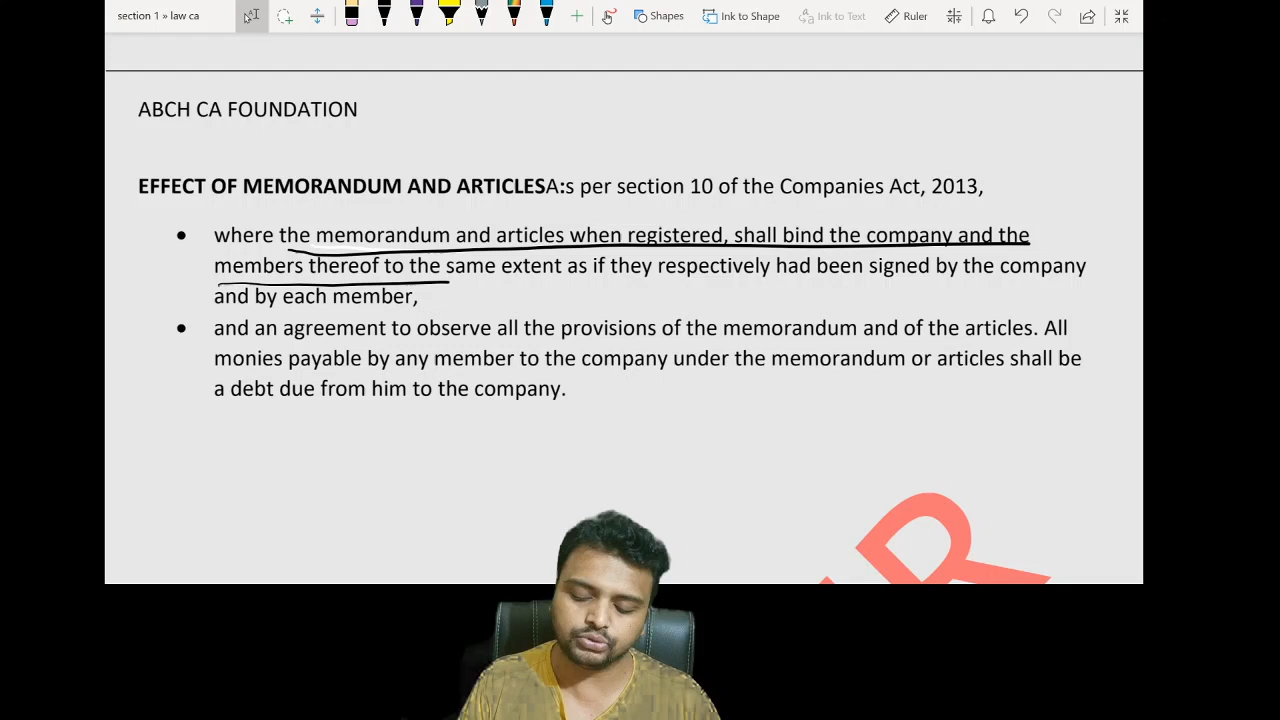 section 1 » law ca
Shapes
Ink to Shape
Ink to Text
Ruler
ABCH CA FOUNDATION
EFFECT OF MEMORANDUM AND ARTICLESA:s per section 10 of the Companies Act, 2013,
• where the memorandum and articles when registered, shall bind the company and the
members thereof to the same extent as if they respectively had been signed by the company
and by each member,
• and an agreement to observe all the provisions of the memorandum and of the articles. All
monies payable by any member to the company under the memorandum or articles shall be
a debt due from him to the company.
R